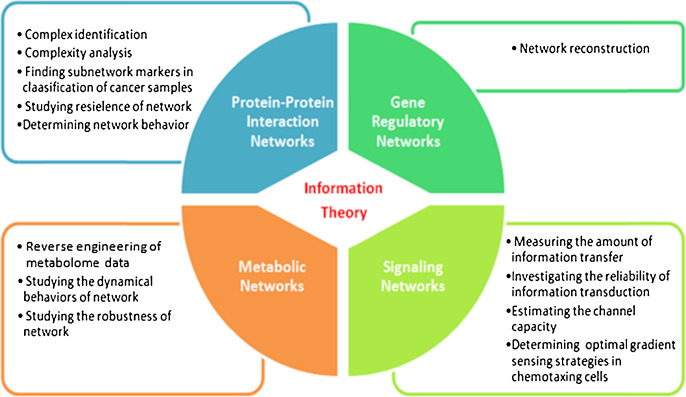 • Complex identification
• Complexity analysis
• Finding subnetwork markers in
claasification of cancer samples
• Studying resielence of network
• Determining network behavior
Protein-Protein
Interaction
Networks
Gene
Regulatory
Networks
• Network reconstruction
Information
Theory
• Reverse engineering of
metabolome data
• Studying the dynamical
behaviors of network
• Studying the robustness of
network
Metabolic
Networks
Signaling
Networks
• Measuring the amount of
information transfer
• Investigating the reliability of
information transduction
• Estimating the channel
capacity
• Determining optimal gradient
sensing strategies in
chemotaxing cells